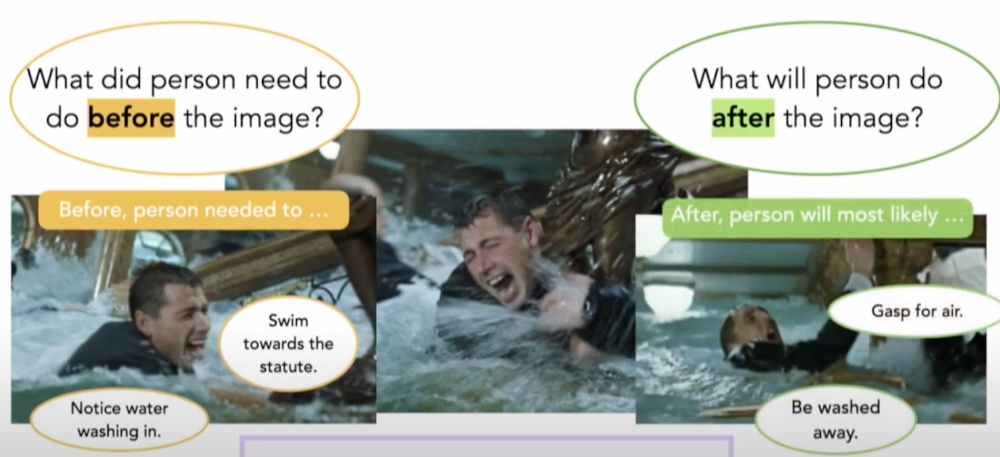 What did person need to
do before the image?
What will person do
after the image?
Before, person needed to ...
After, person will most likely ...
Swim
towards the
statute.
Notice water
washing in.
Gasp for air.
Be washed
away.